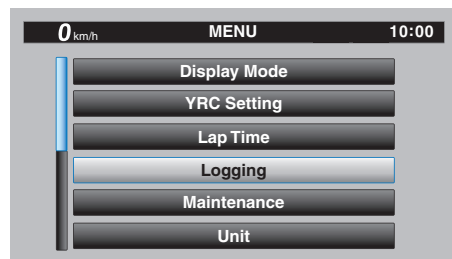 0 km/h MENU 10:00
Display Mode
YRC Setting
Lap Time
Logging
Maintenance
Unit